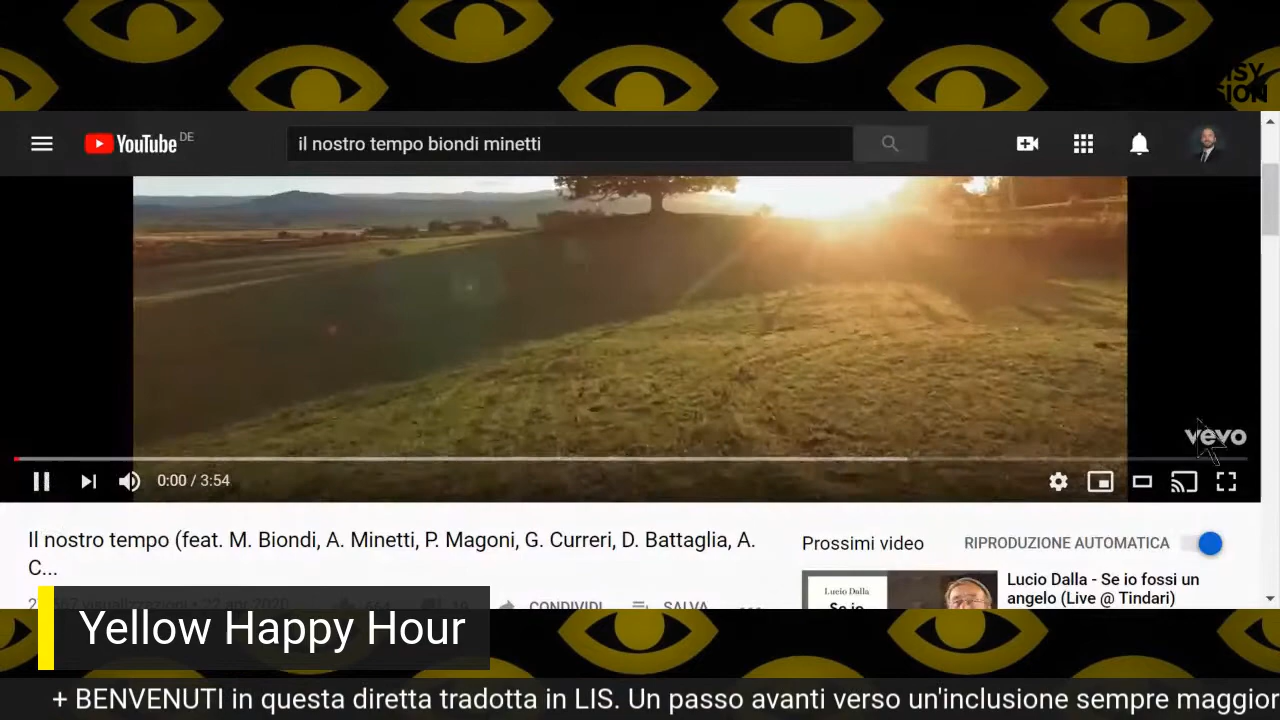 YouTube DE
il nostro tempo biondi minetti
vevo
0:00 / 3:54
Il nostro tempo (feat. M. Biondi, A. Minetti, P. Magoni, G. Curreri, D. Battaglia, A.
C...
Prossimi video
RIPRODUZIONE AUTOMATICA
Lucio Dalla
Se io
Lucio Dalla - Se io fossi un
angelo (Live @ Tindari)
CONDIVIDI
SALVA
Yellow Happy Hour
+ BENVENUTI in questa diretta tradotta in LIS. Un passo avanti verso un'inclusione sempre maggior